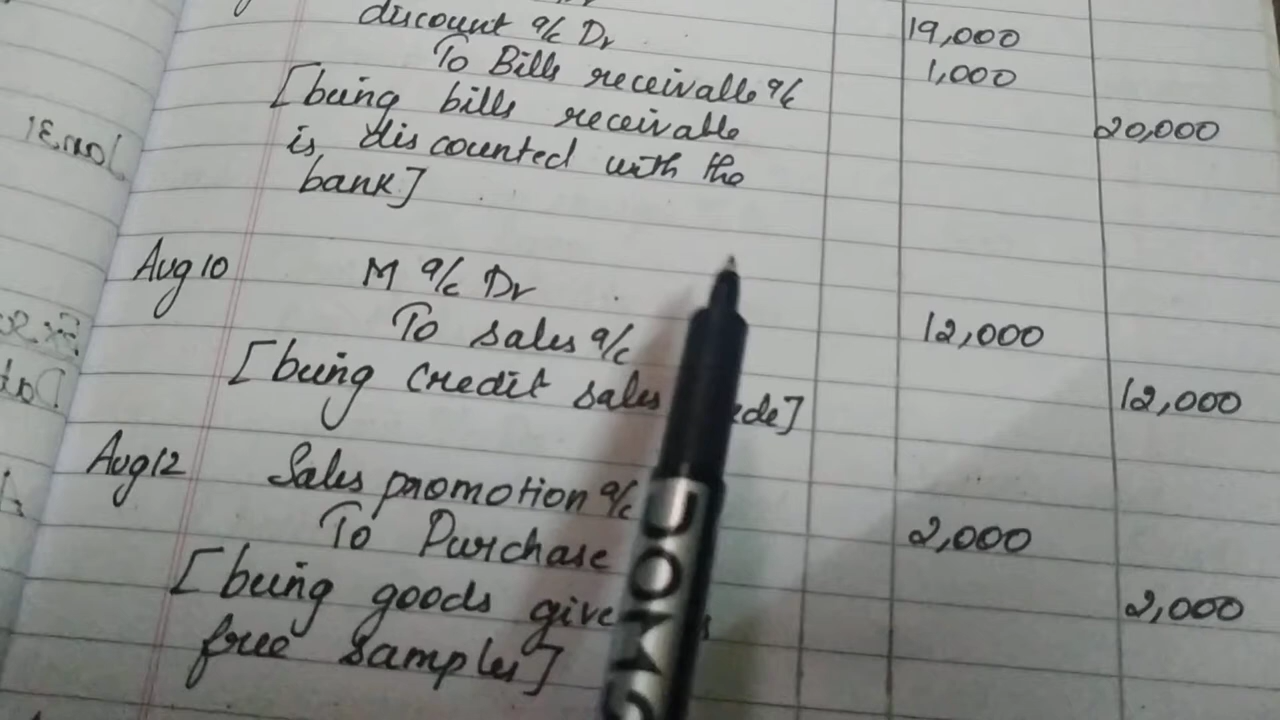 discount a/c Dr 19,000
To Bills receivable a/c 1,000
[being bills receivable 20,000
is discounted with the
bank]
Aug 10 M a/c Dr
To sales a/c 12,000
[being credit sales 12,000
Aug 12 Sales promotion a/c
To Purchase 2,000
[being goods 2,000
free samples]
DOMS